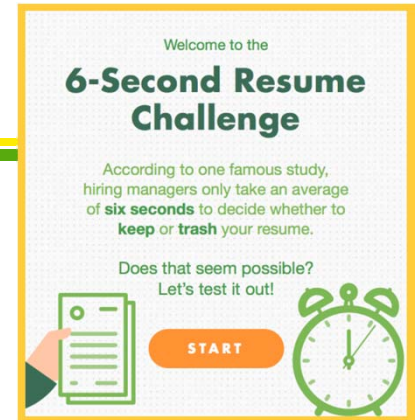 Welcome to the
6-Second Resume
Challenge
According to one famous study,
hiring managers only take an average
of six seconds to decide whether to
keep or trash your resume.
Does that seem possible?
Let's test it out!
START